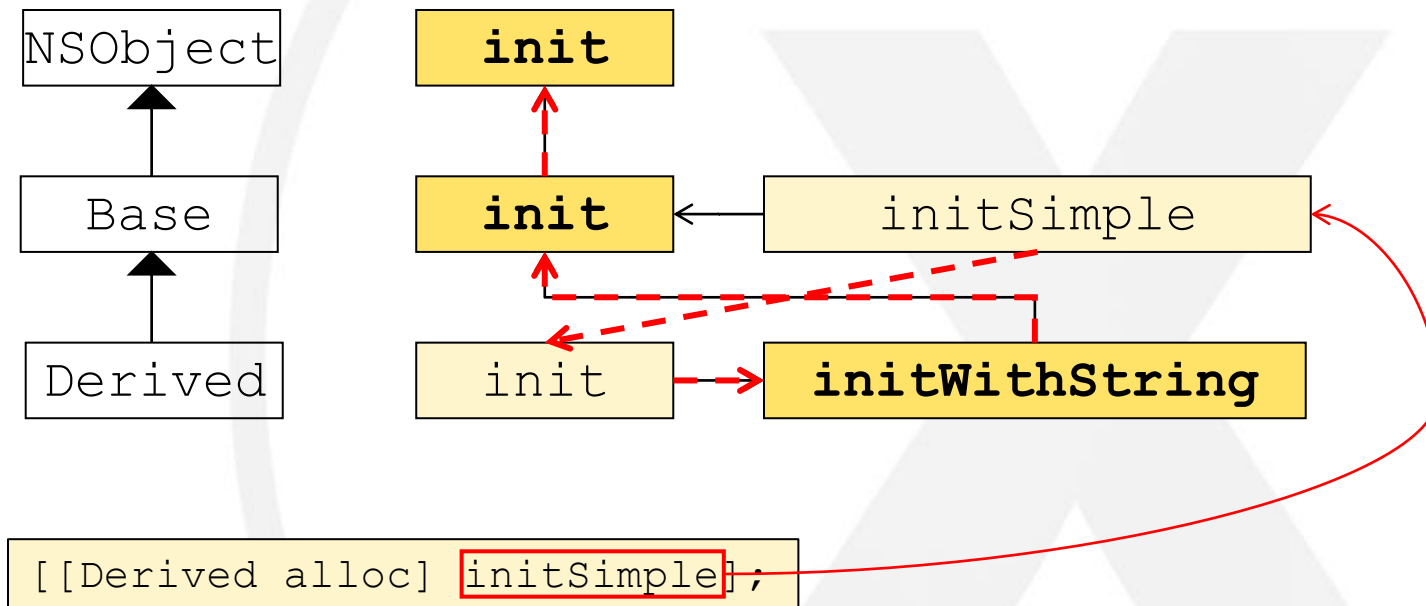 NSObject init
Base init initSimple
Derived init initWithString
[[Derived alloc] initSimple];